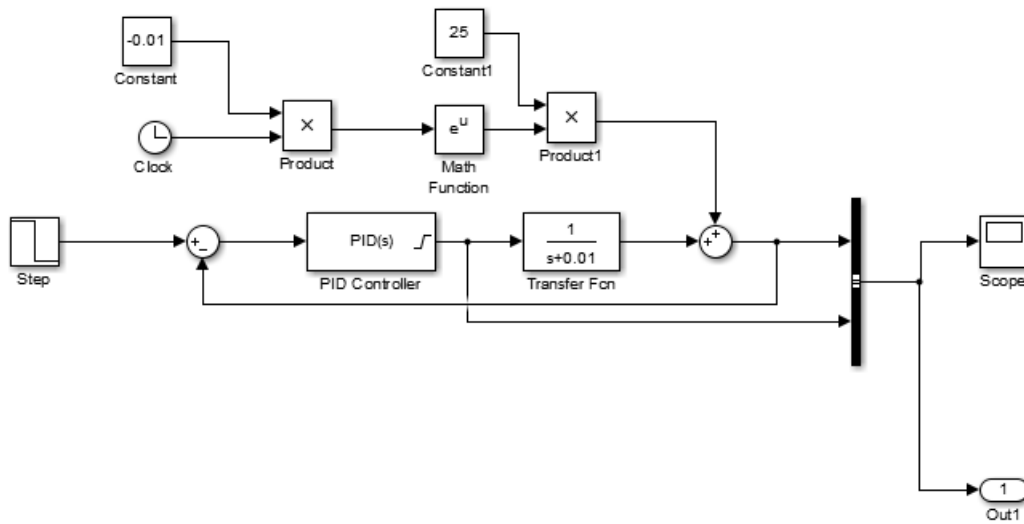 -0.01
Constant
25
Constant1
×
Product
Clock
e^u
Math
Function
×
Product1
Step
+
−
PID(s)
PID Controller
1
s+0.01
Transfer Fcn
+
+
Scope
1
Out1